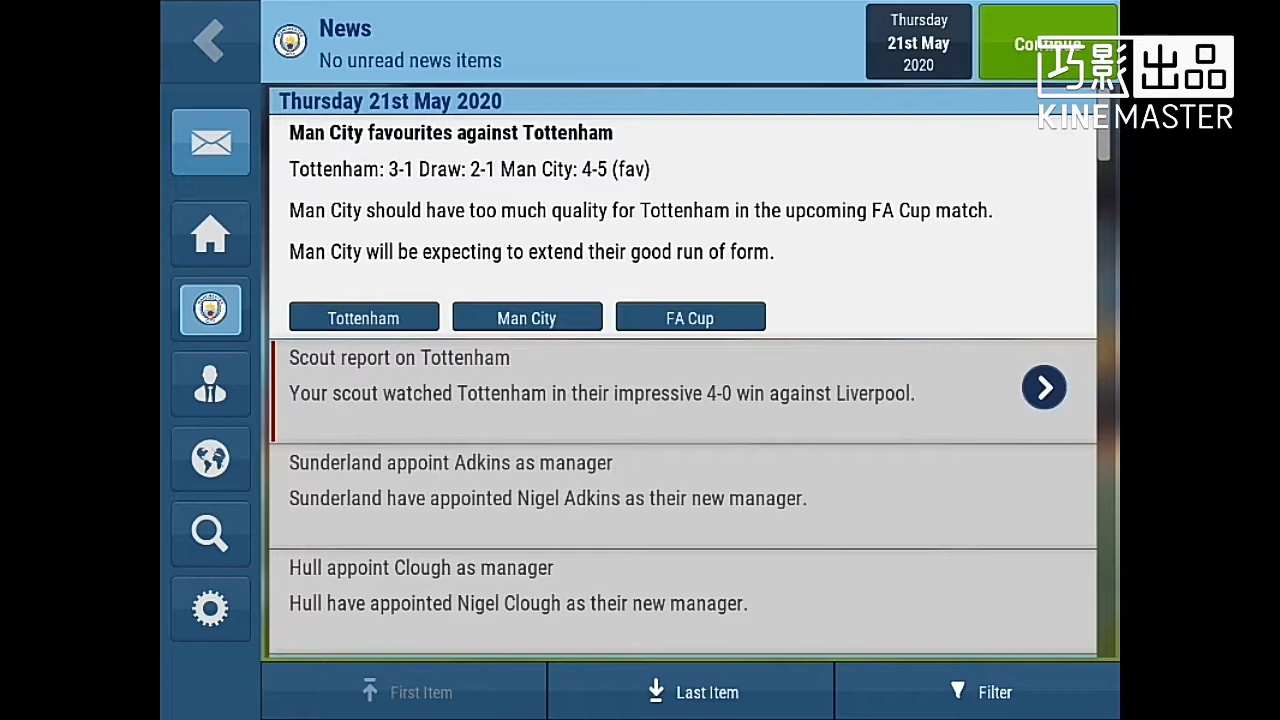 News
No unread news items
Thursday
21st May
2020
Continue
巧影出品
KINEMASTER
Thursday 21st May 2020
Man City favourites against Tottenham
Tottenham: 3-1 Draw: 2-1 Man City: 4-5 (fav)
Man City should have too much quality for Tottenham in the upcoming FA Cup match.
Man City will be expecting to extend their good run of form.
Tottenham
Man City
FA Cup
Scout report on Tottenham
Your scout watched Tottenham in their impressive 4-0 win against Liverpool.
Sunderland appoint Adkins as manager
Sunderland have appointed Nigel Adkins as their new manager.
Hull appoint Clough as manager
Hull have appointed Nigel Clough as their new manager.
First Item
Last Item
Filter